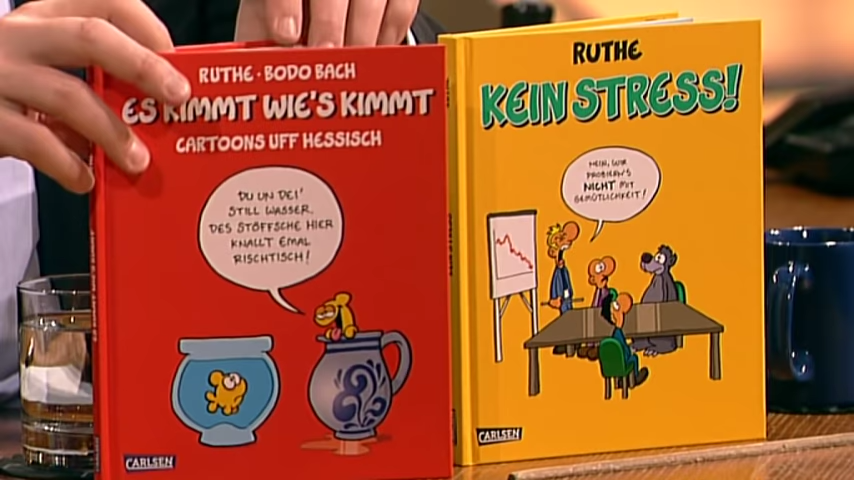 RUTHE · BODO BACH
ES KIMMT WIE'S KIMMT
CARTOONS UFF HESSISCH
DU UN DEI'
STILL WASSER.
DES STÖFFSCHE HIER
KNALLT EMAL
RISCHTISCH!
CARLSEN
RUTHE
KEIN STRESS!
NEIN, WIR
PROBIER'N'S
NICHT MIT
GEMÜTLICHKEIT!
CARLSEN